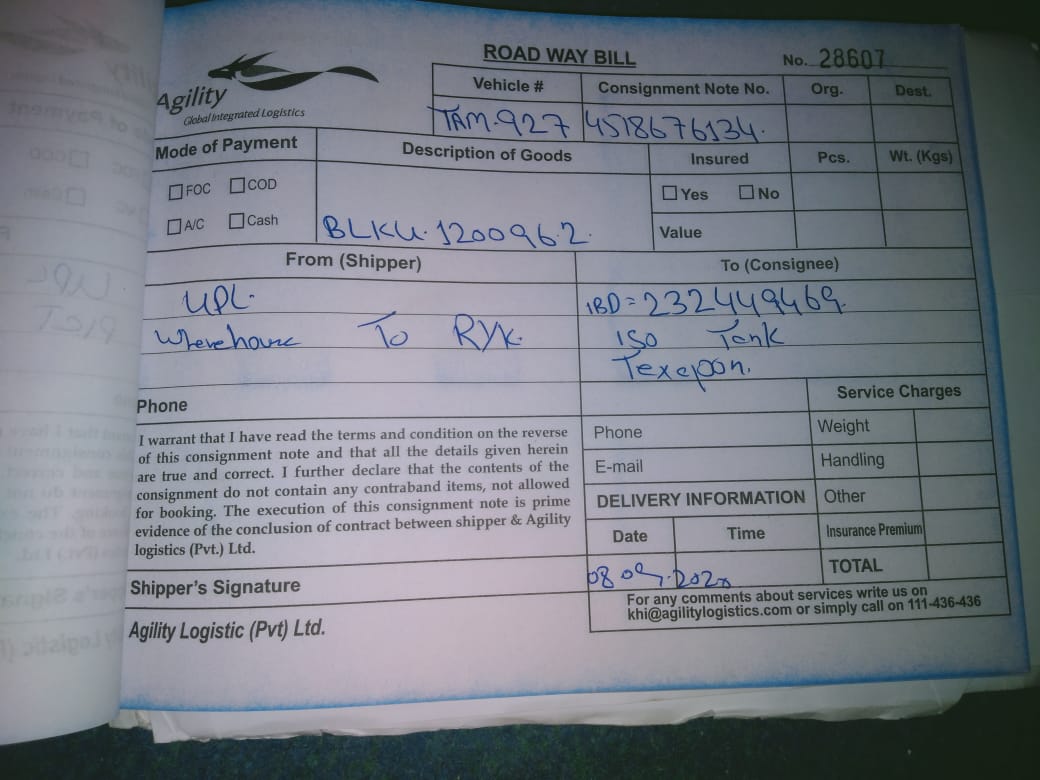 ROAD WAY BILL
No. 28607
Agility
Global Integrated Logistics
Vehicle # Consignment Note No. Org. Dest.
TAM.927 4518676134.
Mode of Payment Description of Goods Insured Pcs. Wt. (Kgs)
FOC COD Yes No
A/C Cash BLKU.1200962. Value
From (Shipper) To (Consignee)
UPL. IBD=232449469.
Wherehouse To RYK. ISO Tank
Phone Service Charges
I warrant that I have read the terms and condition on the reverse
of this consignment note and that all the details given herein
are true and correct. I further declare that the contents of the
consignment do not contain any contraband items, not allowed
for booking. The execution of this consignment note is prime
evidence of the conclusion of contract between shipper & Agility
logistics (Pvt.) Ltd.
Phone Weight
E-mail Handling
DELIVERY INFORMATION Other
Date Time Insurance Premium
TOTAL
Shipper's Signature
For any comments about services write us on
khi@agilitylogistics.com or simply call on 111-436-436
Agility Logistic (Pvt) Ltd.